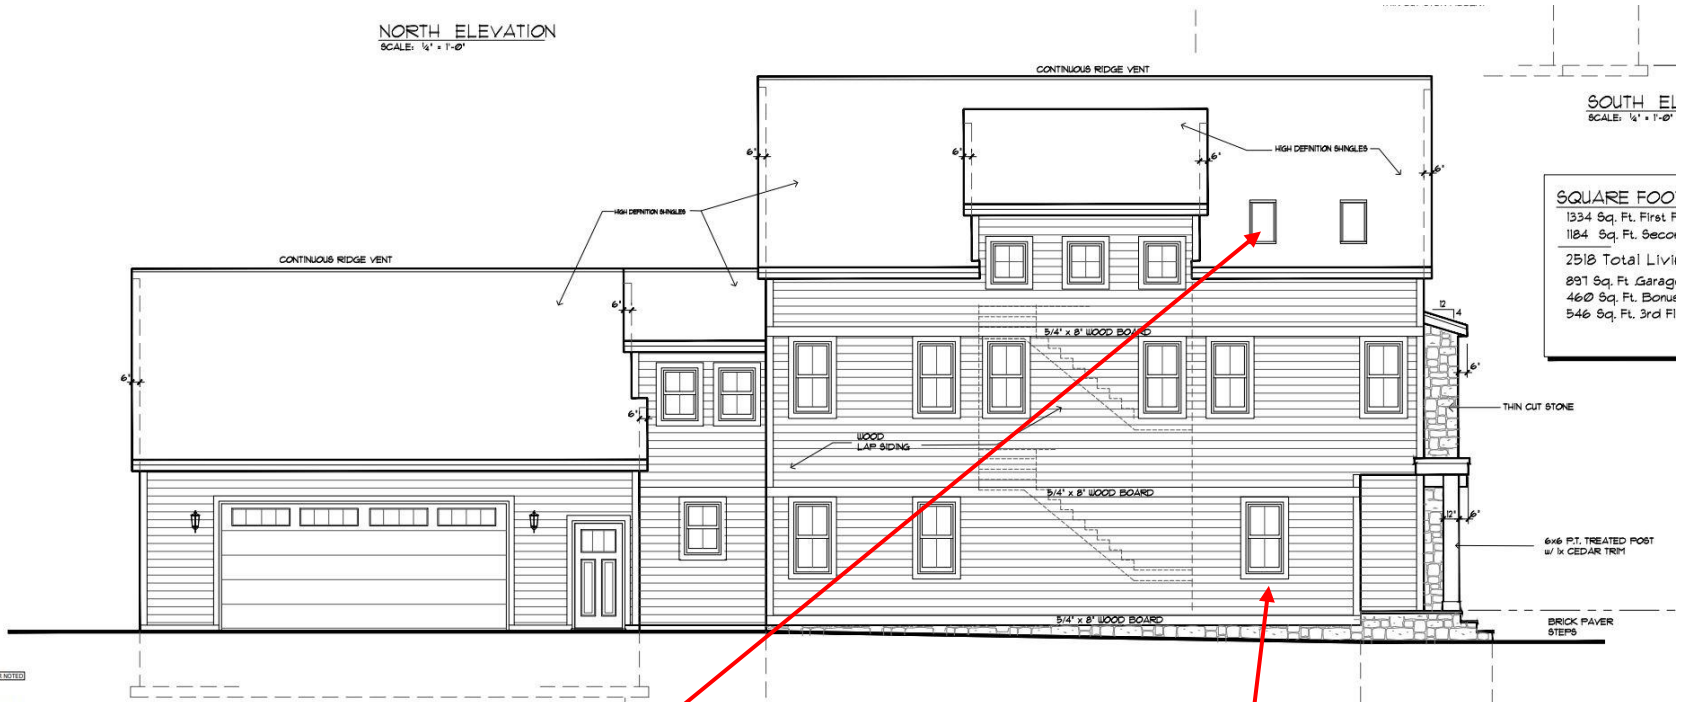 NORTH ELEVATION
SCALE: ¼" = 1'-0"
CONTINUOUS RIDGE VENT
SOUTH EL
SCALE: ¼" = 1'-0"
6"
6"
6"
HIGH DEFINITION SHINGLES
6"
SQUARE FOO
1334 Sq. Ft. First F
1184 Sq. Ft. Secon
2518 Total Livi
897 Sq. Ft. Garag
460 Sq. Ft. Bonus
546 Sq. Ft. 3rd Fl
HIGH DEFINITION SHINGLES
CONTINUOUS RIDGE VENT
6"
12
4
5/4" x 8" WOOD BOARD
6"
6"
6"
THIN CUT STONE
WOOD
LAP SIDING
5/4" x 8" WOOD BOARD
12"
6"
6x6 P.T. TREATED POST
w/ 1x CEDAR TRIM
5/4" x 8" WOOD BOARD
BRICK PAVER
STEPS
NOTED